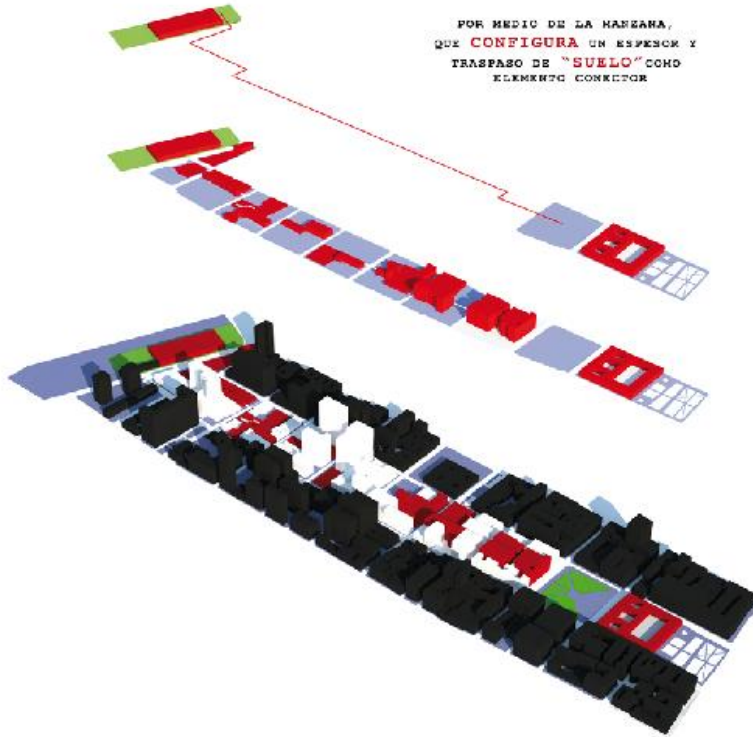 POR MEDIO DE LA MANZANA,
QUE CONFIGURA UN ESPESOR Y
TRASPASO DE "SUELO" COMO
ELEMENTO CONECTOR